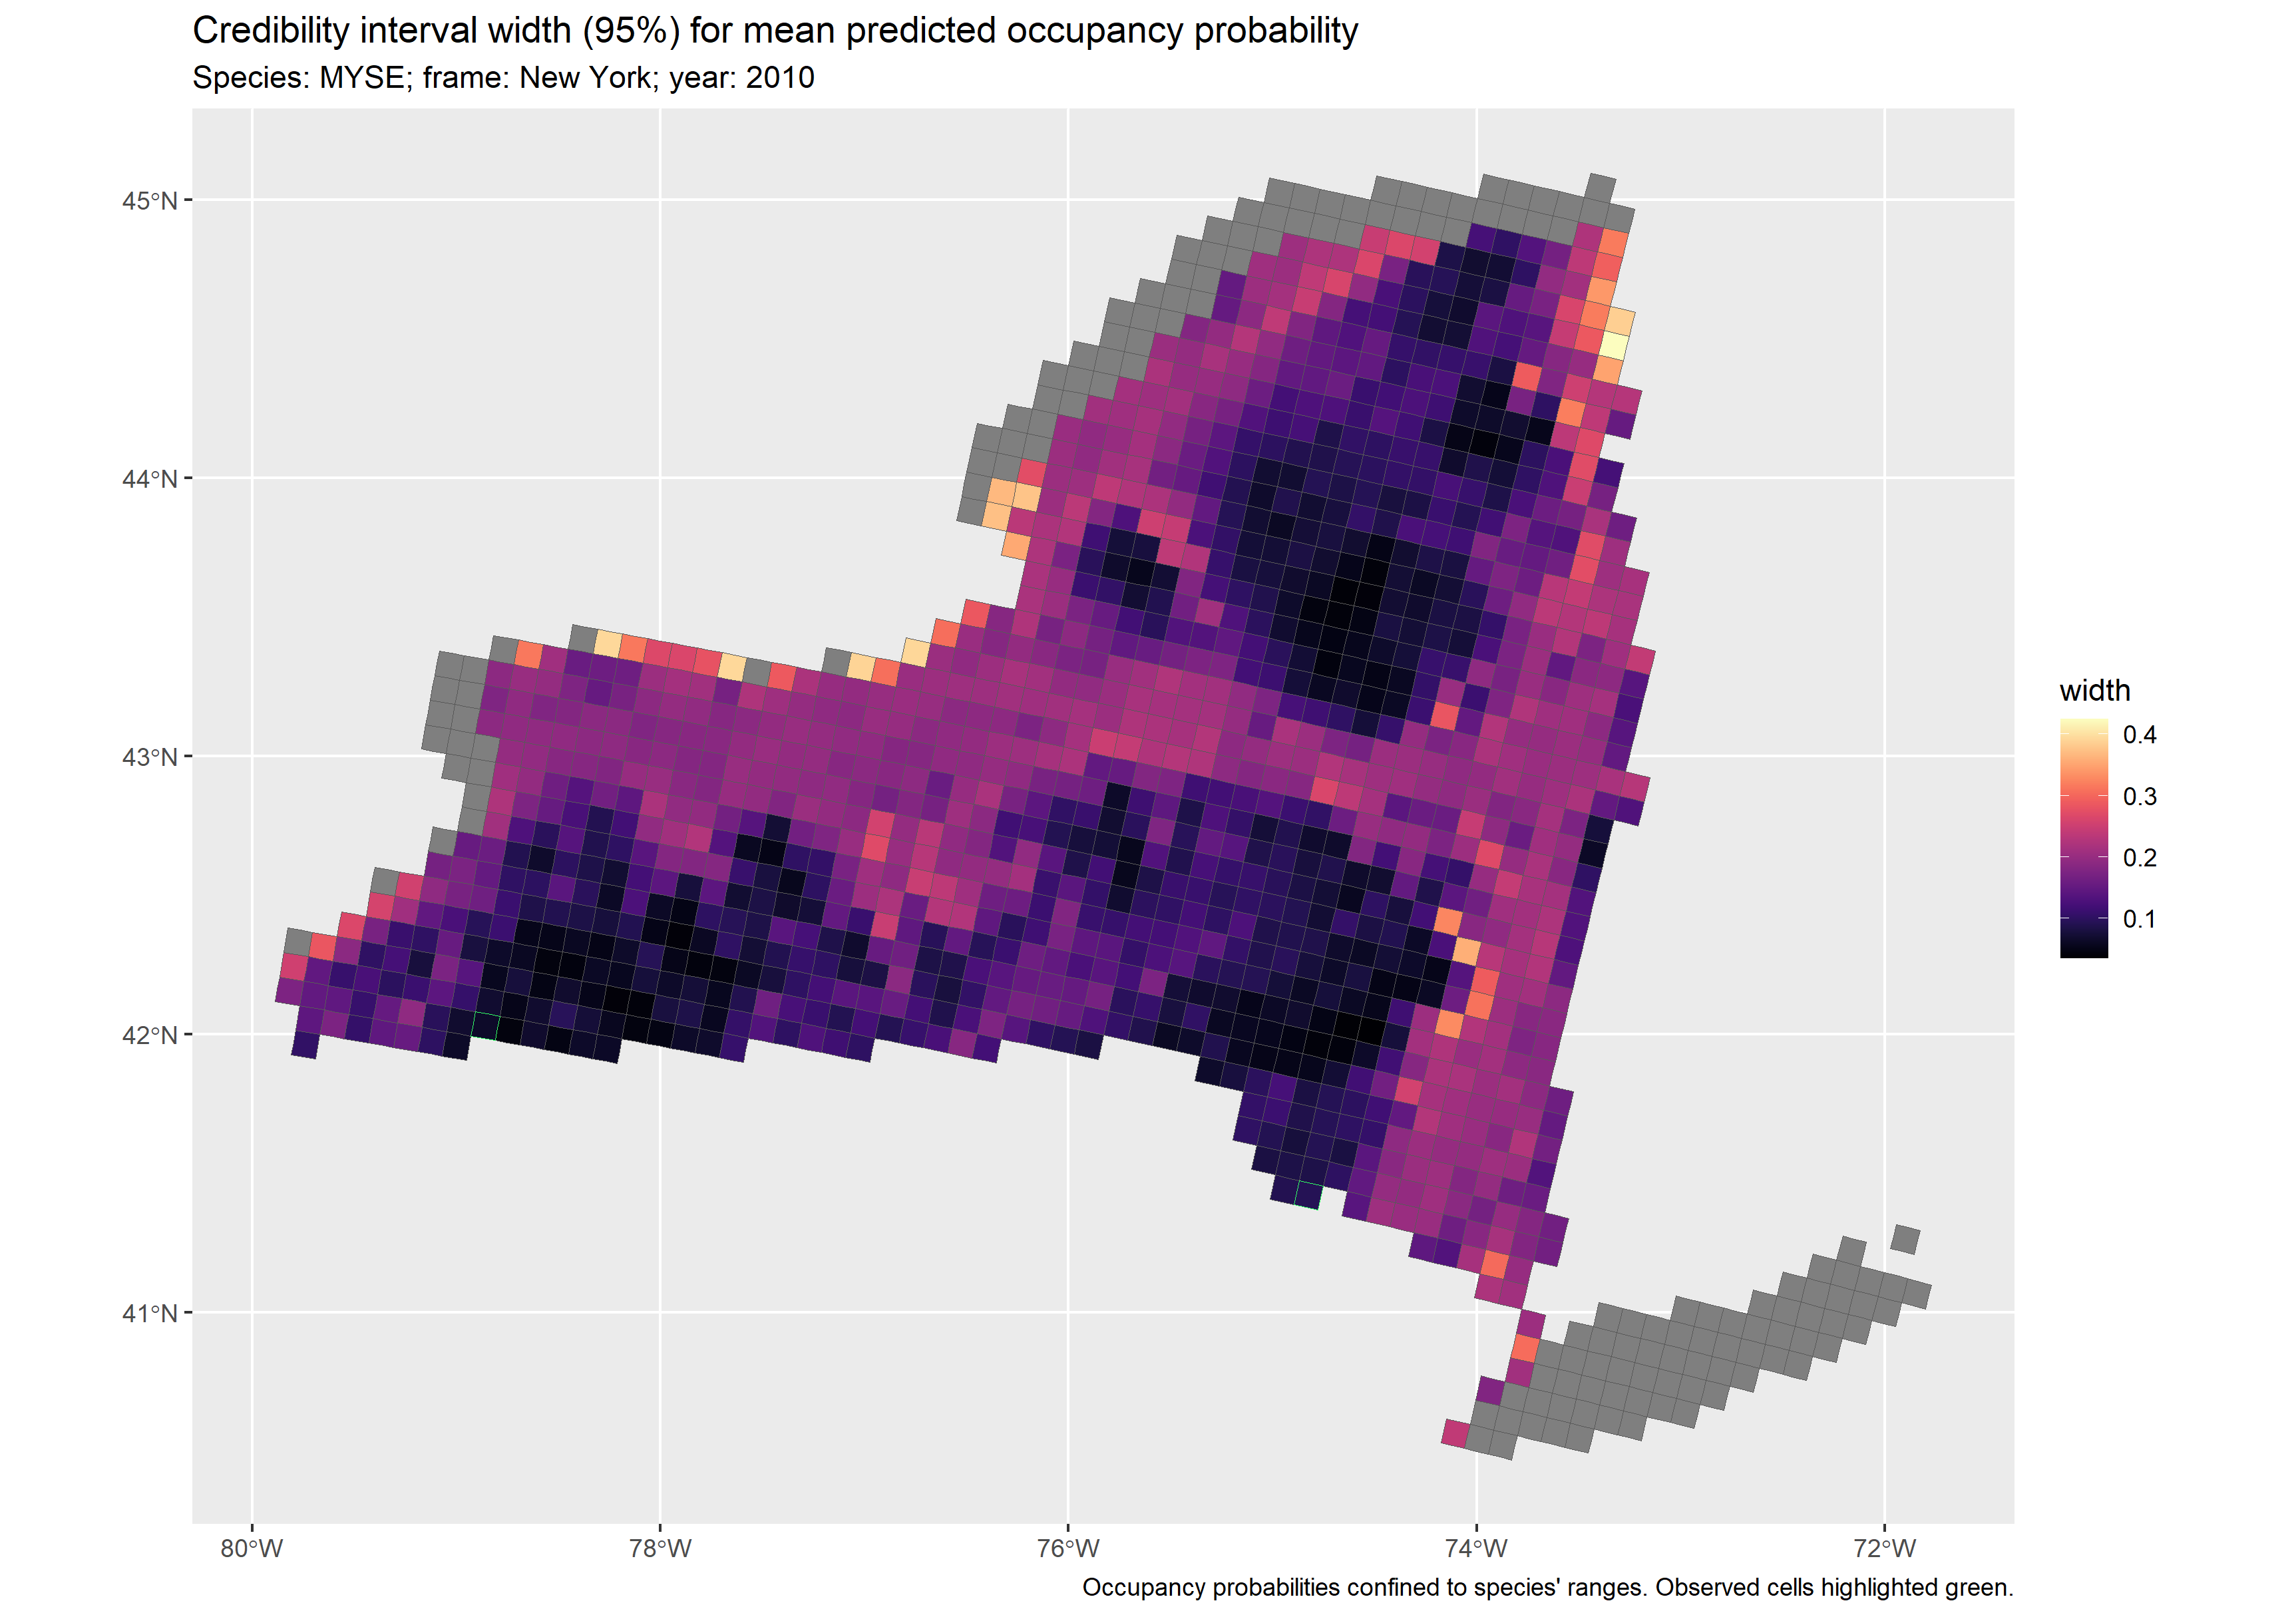 Credibility interval width (95%) for mean predicted occupancy probability
Species: MYSE; frame: New York; year: 2010
45°N
44°N
43°N
42°N
41°N
80°W
78°W
76°W
74°W
72°W
width
0.4
0.3
0.2
0.1
Occupancy probabilities confined to species' ranges. Observed cells highlighted green.